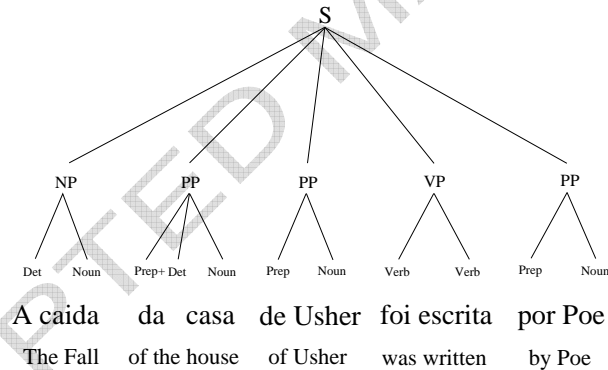 S
NP PP PP VP PP
Det Noun Prep+ Det Noun Prep Noun Verb Verb Prep Noun
A caida da casa de Usher foi escrita por Poe
The Fall of the house of Usher was written by Poe
PTED M